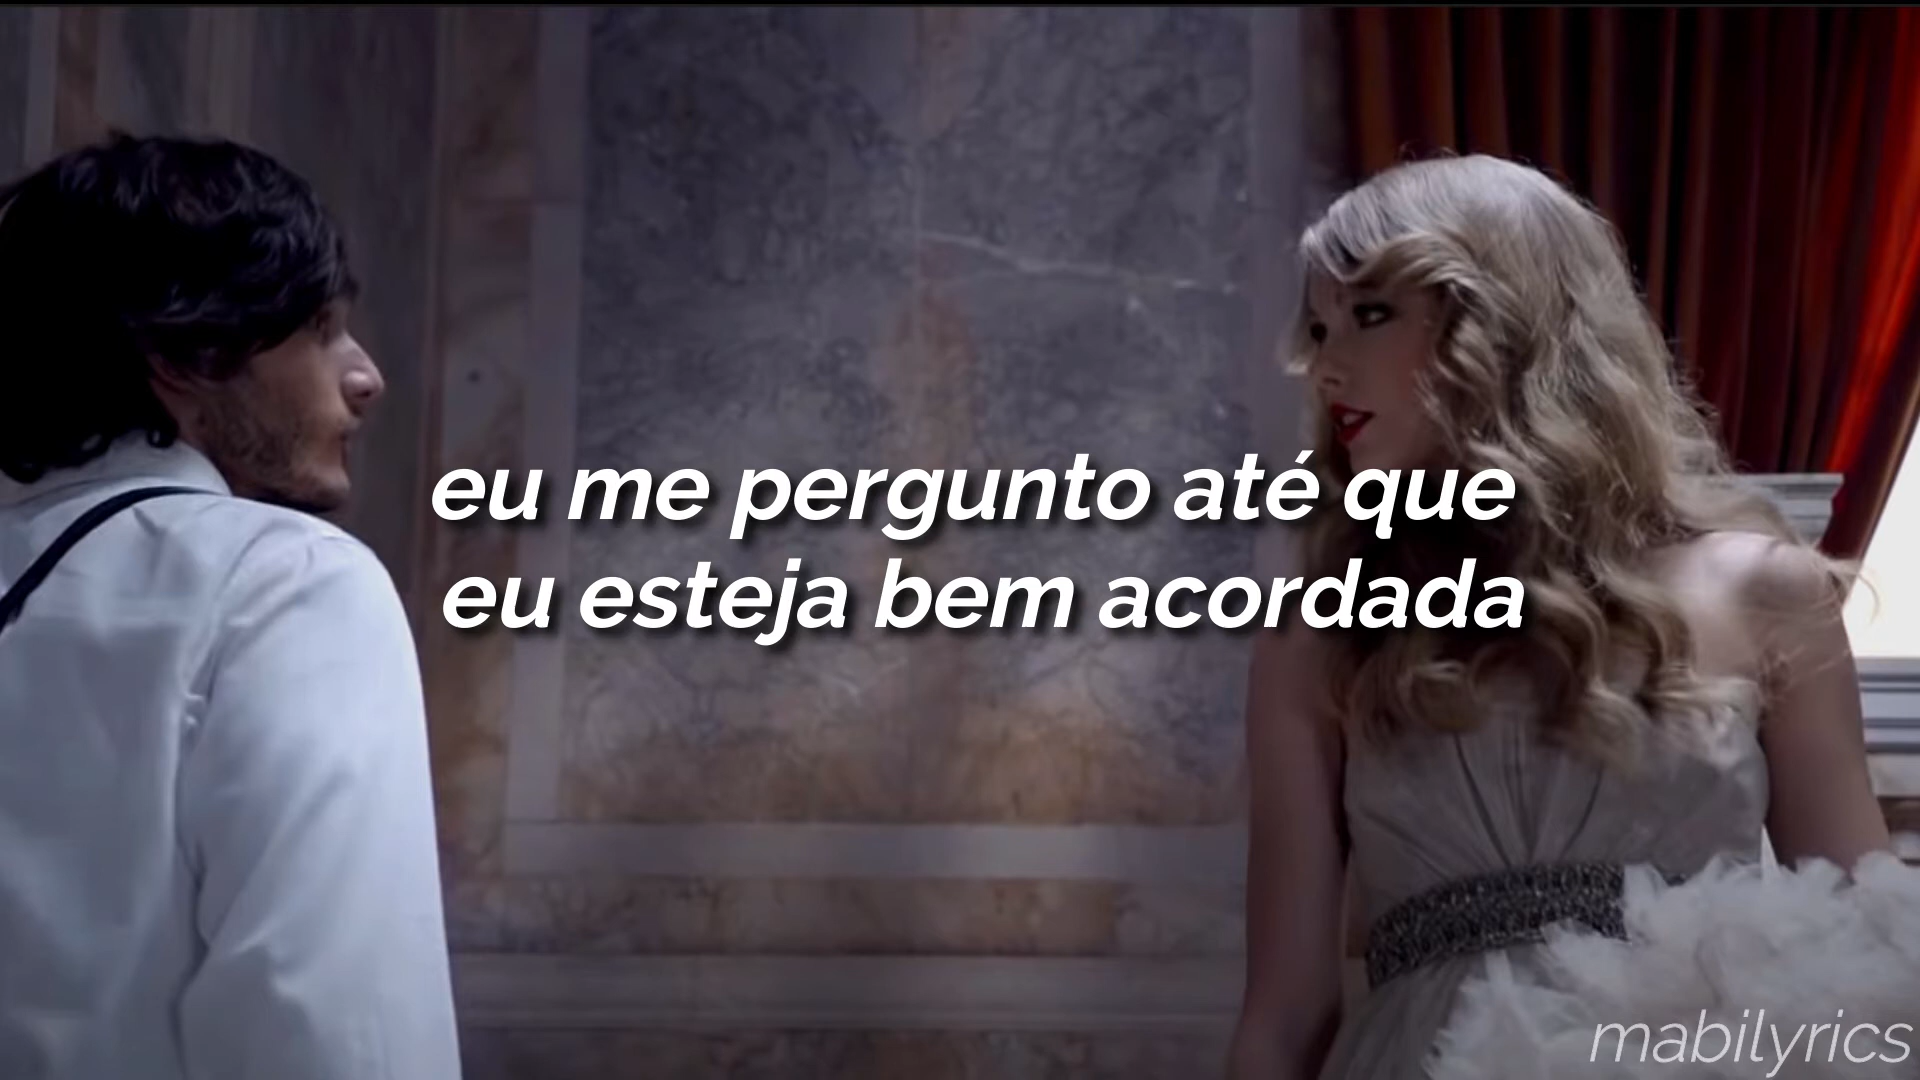 eu me pergunto até que
eu esteja bem acordada
mabilyrics